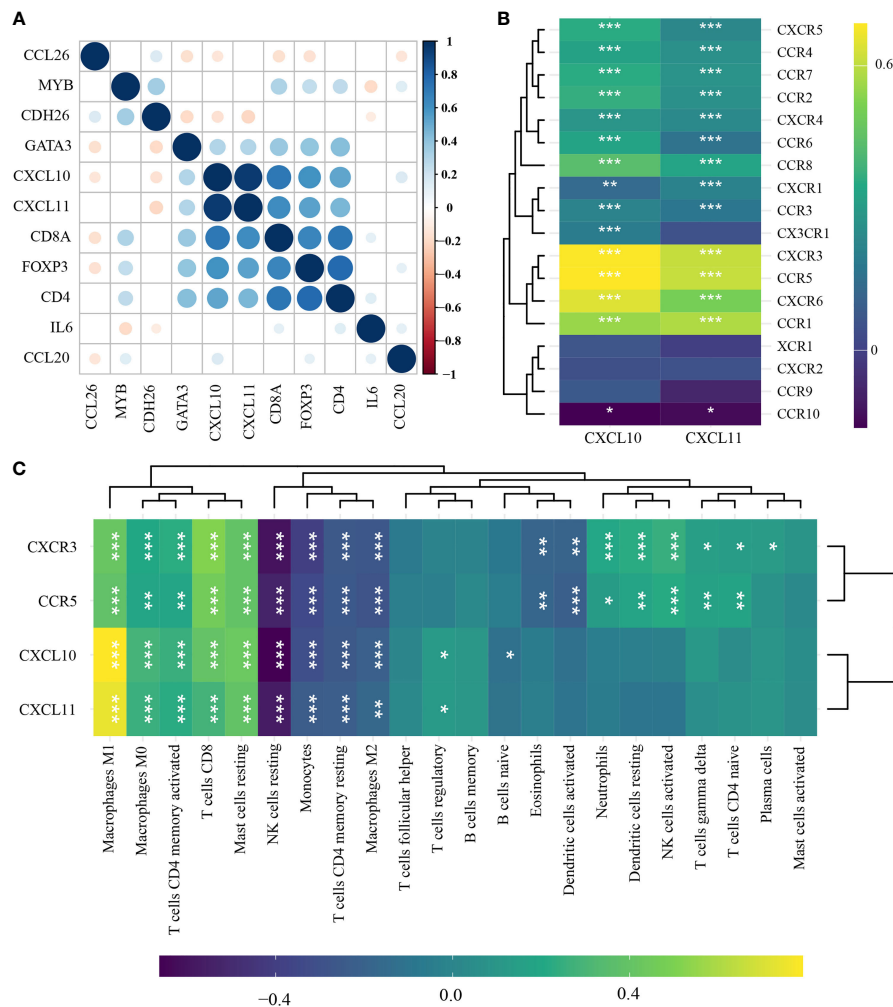 A
CCL26
MYB
CDH26
GATA3
CXCL10
CXCL11
CD8A
FOXP3
CD4
IL6
CCL20
CCL26
MYB
CDH26
GATA3
CXCL10
CXCL11
CD8A
FOXP3
CD4
IL6
CCL20
1
0.8
0.6
0.4
0.2
0
−0.2
−0.4
−0.6
−0.8
−1
B
*** *** CXCR5
*** *** CCR4
*** *** CCR7
*** *** CCR2
*** *** CXCR4
*** *** CCR6
*** *** CCR8
** *** CXCR1
*** *** CCR3
*** CX3CR1
*** *** CXCR3
*** *** CCR5
*** *** CXCR6
*** *** CCR1
XCR1
CXCR2
CCR9
* * CCR10
CXCL10 CXCL11
0.6
0
C
CXCR3 *** *** *** *** *** *** *** *** *** ** ** *** *** *** * * *
CCR5 *** ** ** *** *** *** *** *** *** ** *** * ** *** ** **
CXCL10 *** *** *** *** *** *** *** *** *** * *
CXCL11 *** *** *** *** *** *** *** *** ** *
Macrophages M1
Macrophages M0
T cells CD4 memory activated
T cells CD8
Mast cells resting
NK cells resting
Monocytes
T cells CD4 memory resting
Macrophages M2
T cells follicular helper
T cells regulatory
B cells memory
B cells naive
Eosinophils
Dendritic cells activated
Neutrophils
Dendritic cells resting
NK cells activated
T cells gamma delta
T cells CD4 naive
Plasma cells
Mast cells activated
−0.4 0.0 0.4